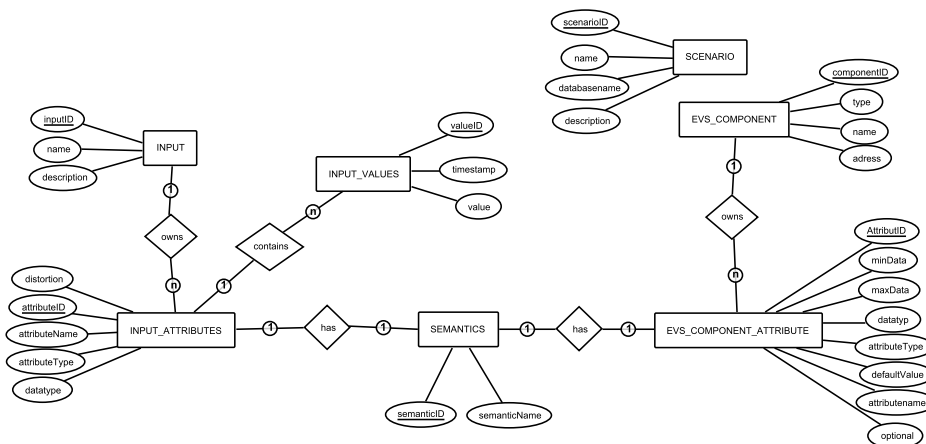 scenarioID
name
databasename
description
SCENARIO
componentID
type
name
adress
EVS_COMPONENT
inputID
name
description
INPUT
valueID
timestamp
value
INPUT_VALUES
1
n
1
owns
contains
owns
n
1
n
distortion
attributeID
attributeName
attributeType
datatype
INPUT_ATTRIBUTES
1
has
1
SEMANTICS
1
has
1
EVS_COMPONENT_ATTRIBUTE
AttributID
minData
maxData
datatyp
attributeType
defaultValue
attributename
optional
semanticID
semanticName